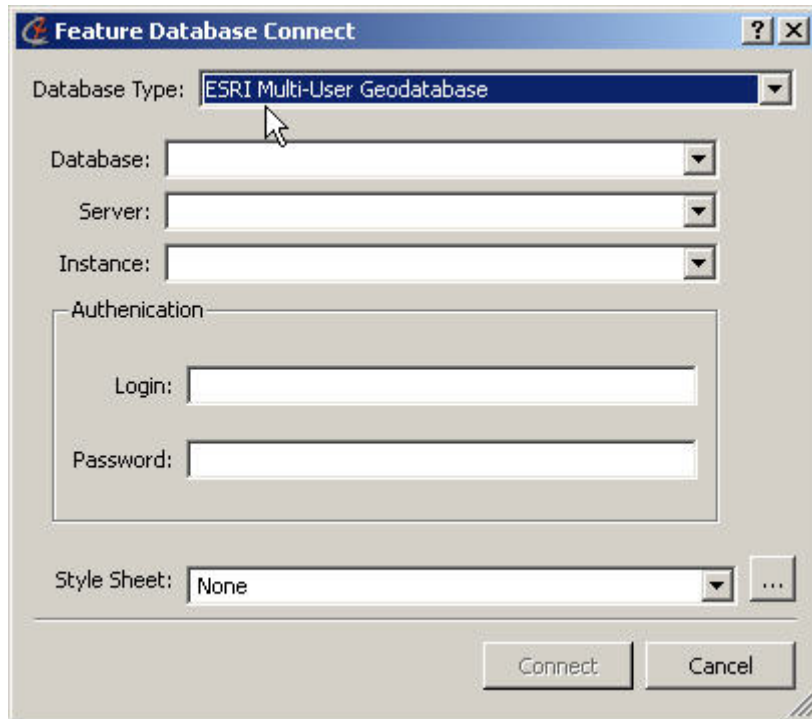 Feature Database Connect
Database Type: ESRI Multi-User Geodatabase
Database:
Server:
Instance:
Authenication
Login:
Password:
Style Sheet: None ...
Connect Cancel